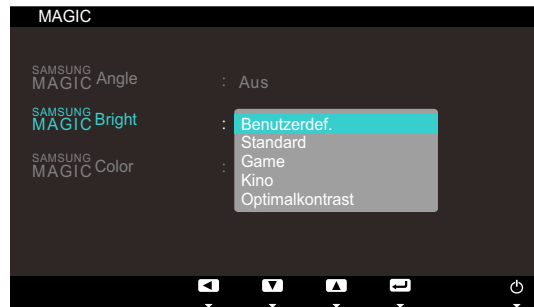 MAGIC
SAMSUNG
MAGIC Angle : Aus
SAMSUNG
MAGIC Bright : Benutzerdef.
Standard
Game
Kino
Optimalkontrast
SAMSUNG
MAGIC Color :